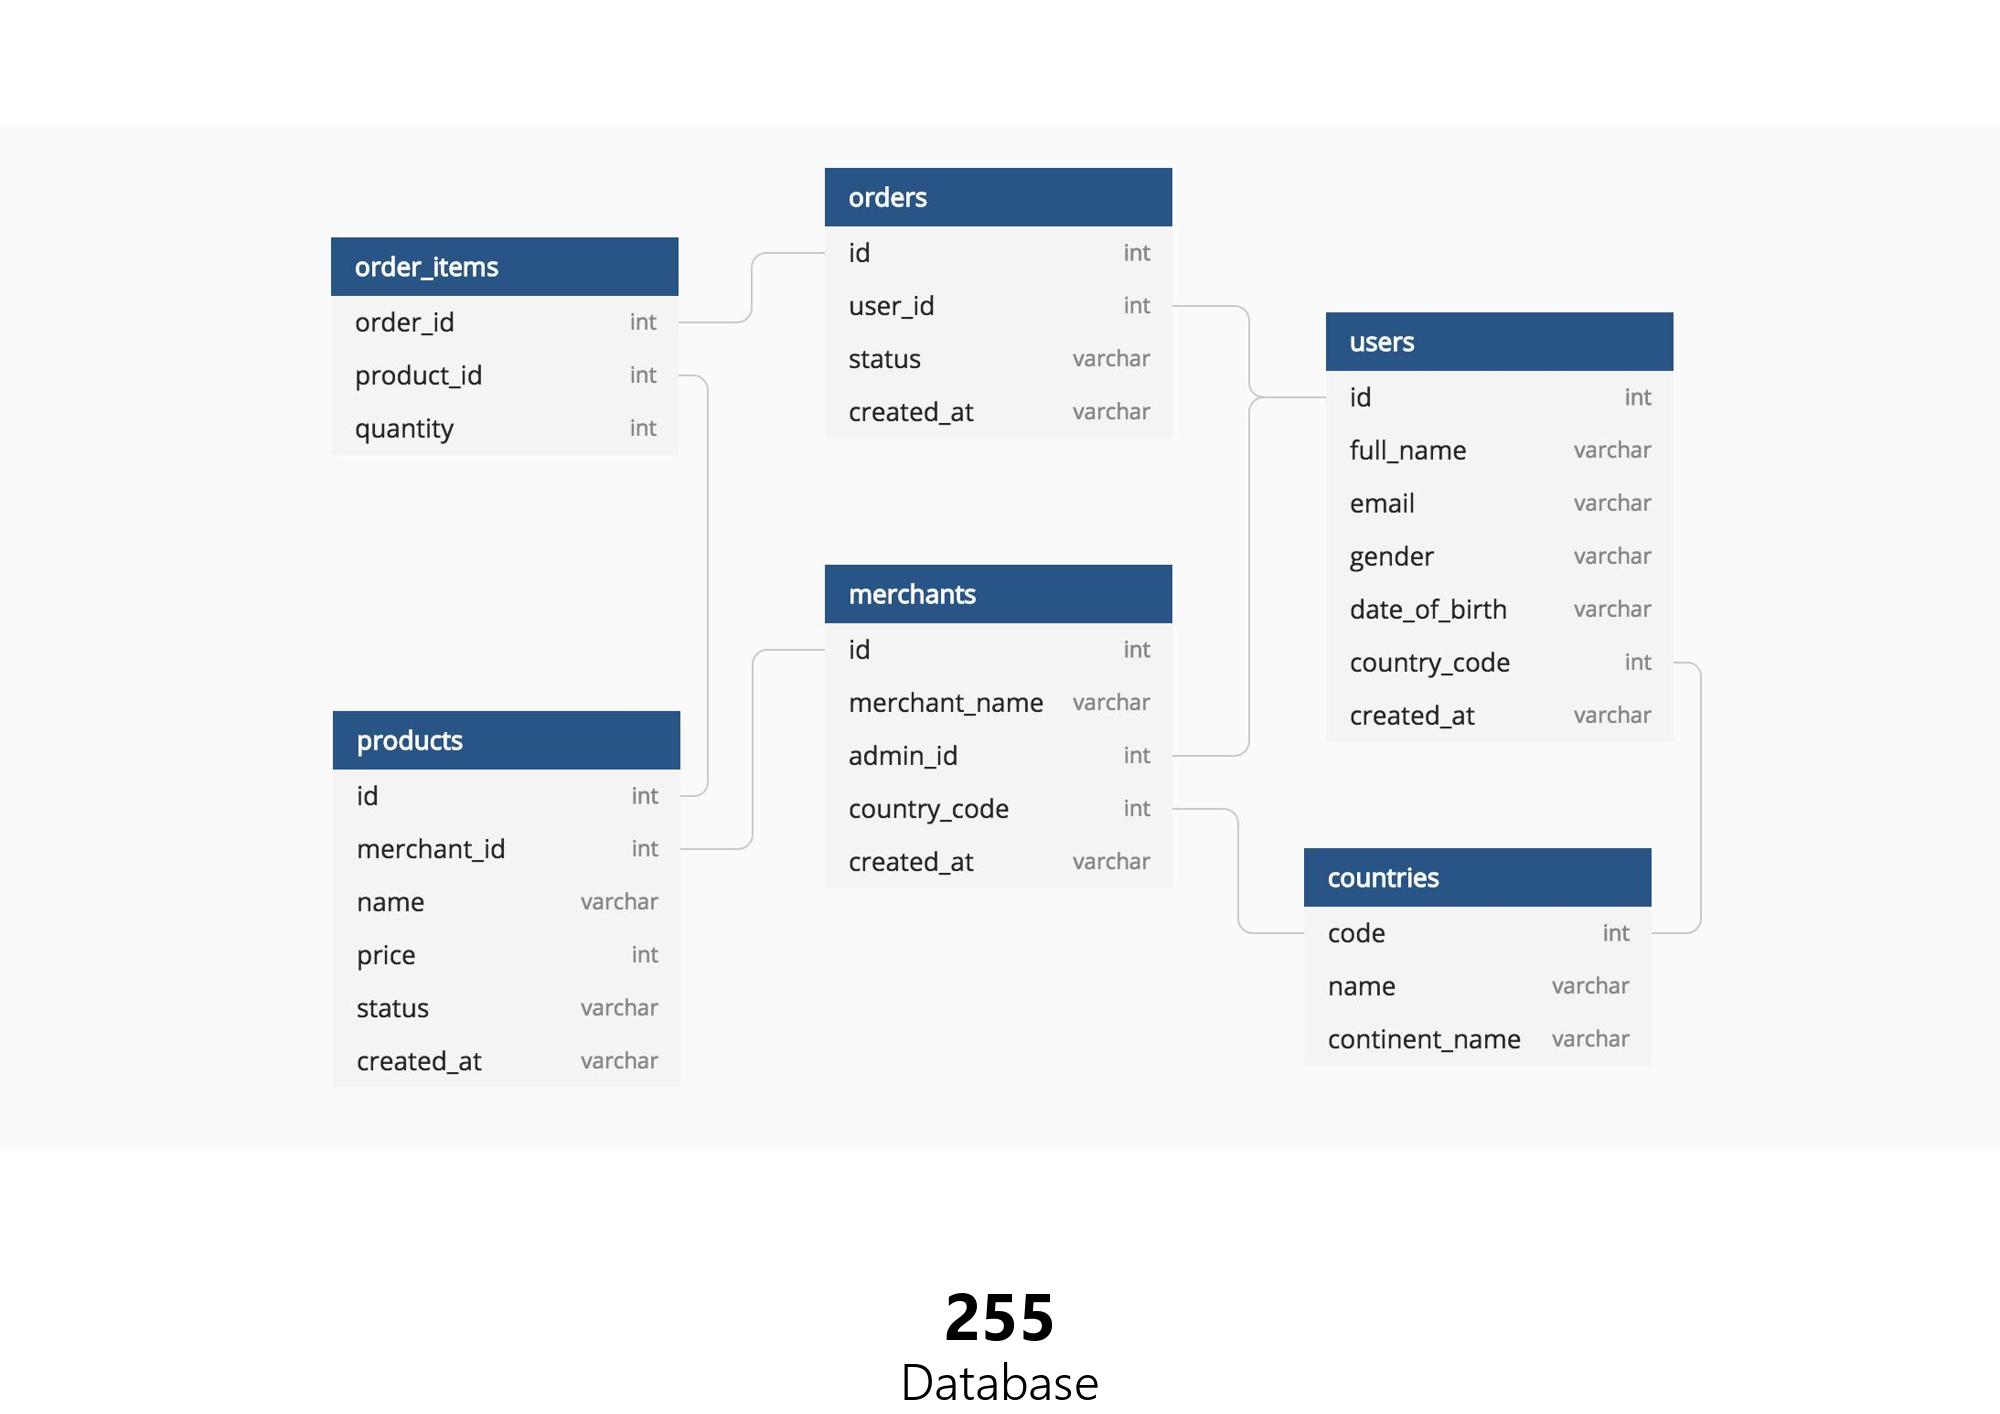 order_items
order_id int
product_id int
quantity int
orders
id int
user_id int
status varchar
created_at varchar
users
id int
full_name varchar
email varchar
gender varchar
date_of_birth varchar
country_code int
created_at varchar
merchants
id int
merchant_name varchar
admin_id int
country_code int
created_at varchar
products
id int
merchant_id int
name varchar
price int
status varchar
created_at varchar
countries
code int
name varchar
continent_name varchar
255
Database